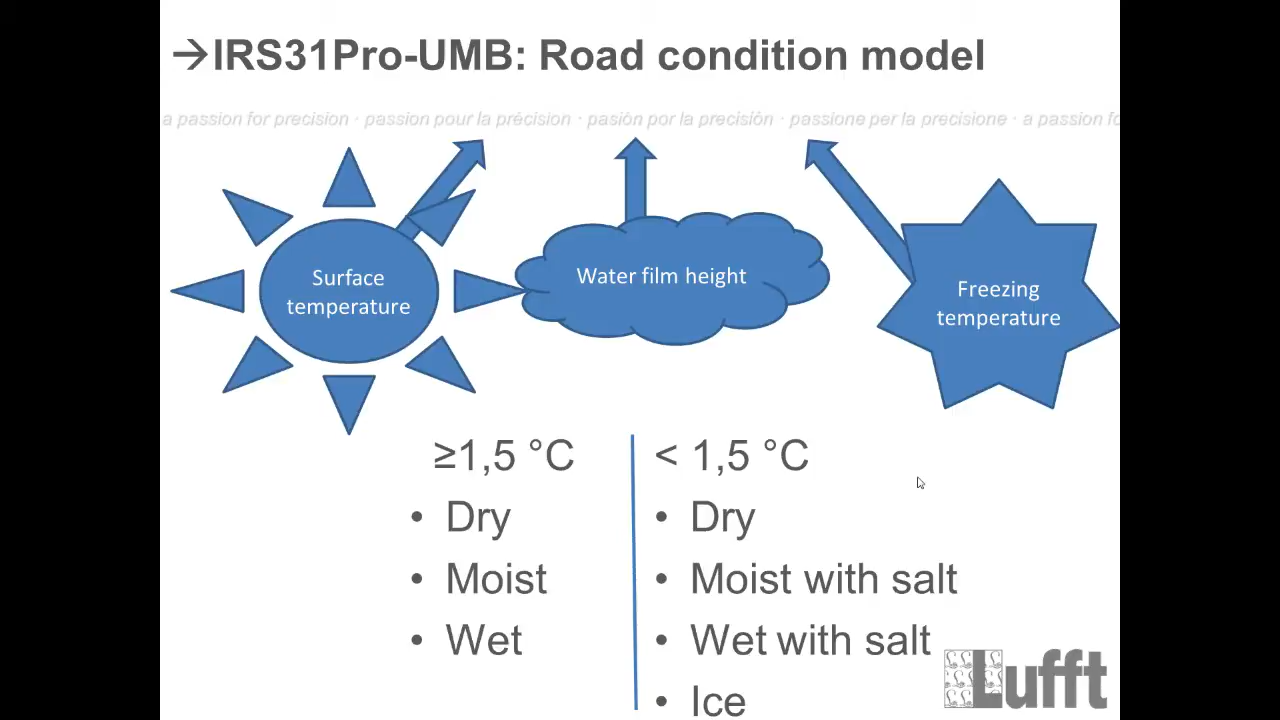 →IRS31Pro-UMB: Road condition model
a passion for precision · passion pour la précision · pasión por la precisión · passione per la precisione · a passion fo
Surface
temperature
Water film height
Freezing
temperature
≥1,5 °C
• Dry
• Moist
• Wet
< 1,5 °C
• Dry
• Moist with salt
• Wet with salt
• Ice
Lufft